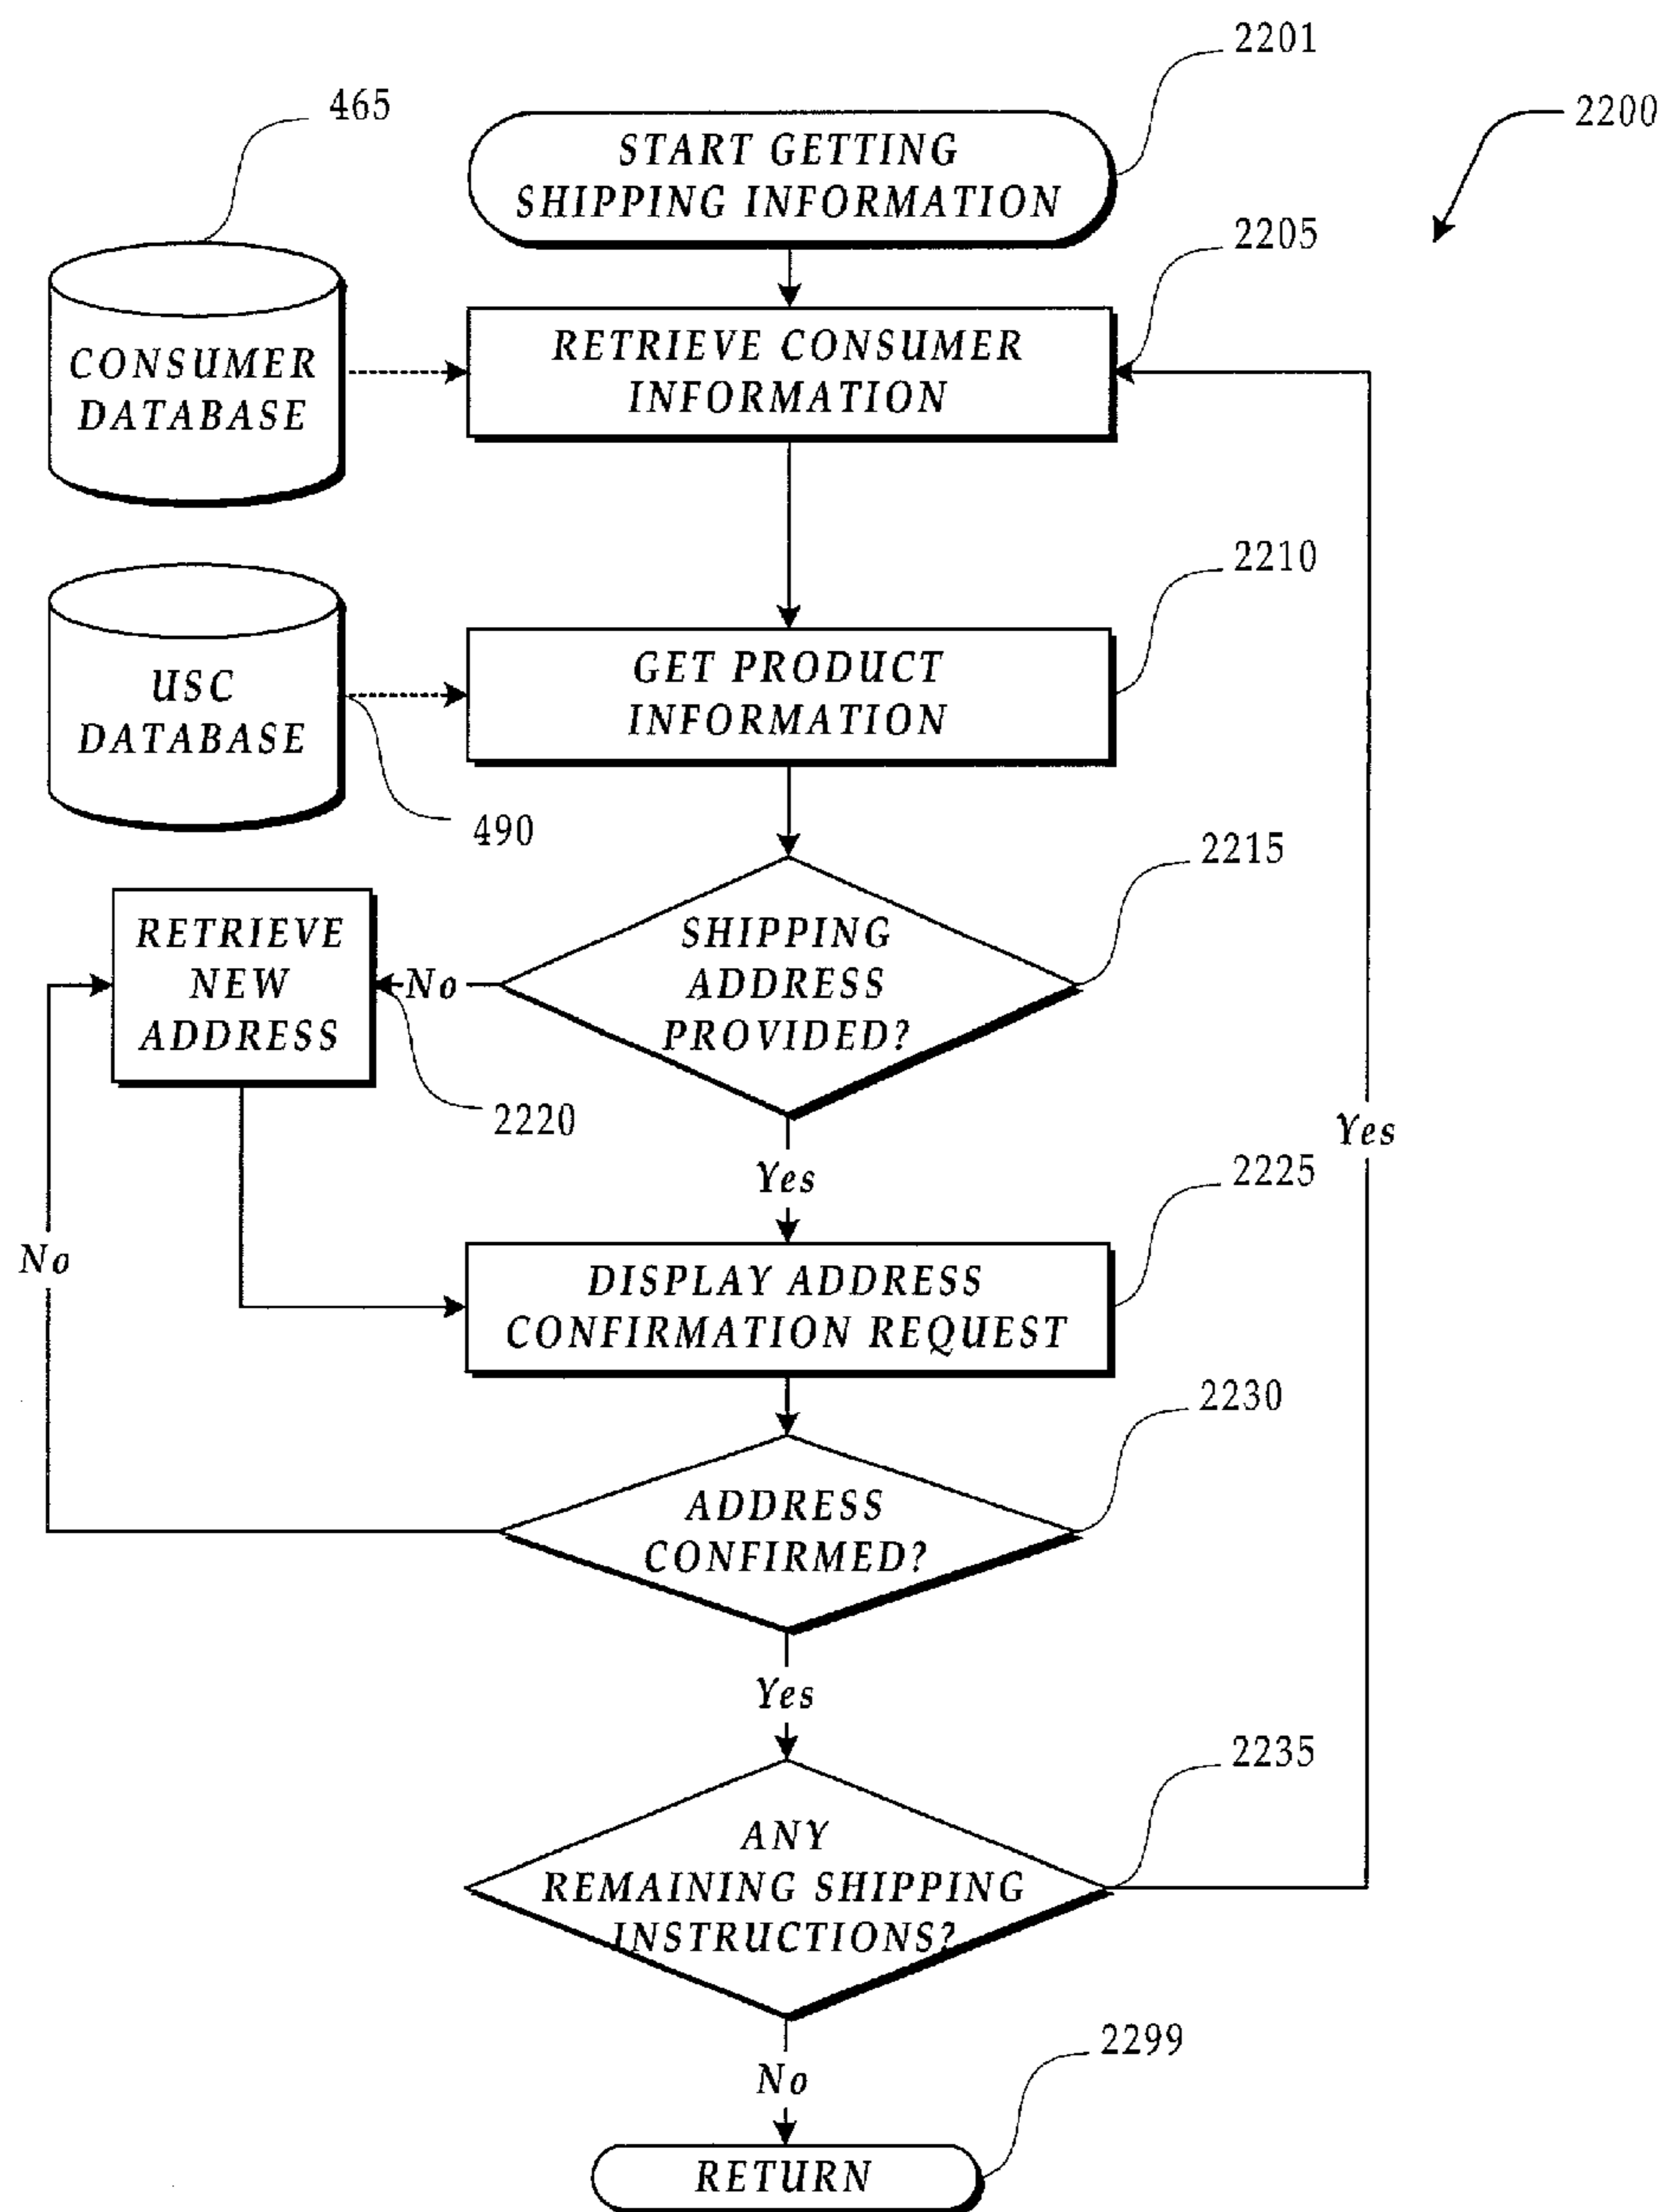 2201
2200
465
START GETTING
SHIPPING INFORMATION
2205
CONSUMER
DATABASE
RETRIEVE CONSUMER
INFORMATION
2210
USC
DATABASE
GET PRODUCT
INFORMATION
490
2215
RETRIEVE
NEW
ADDRESS
No
SHIPPING
ADDRESS
PROVIDED?
2220
Yes
Yes
2225
No
DISPLAY ADDRESS
CONFIRMATION REQUEST
2230
ADDRESS
CONFIRMED?
Yes
2235
ANY
REMAINING SHIPPING
INSTRUCTIONS?
2299
No
RETURN